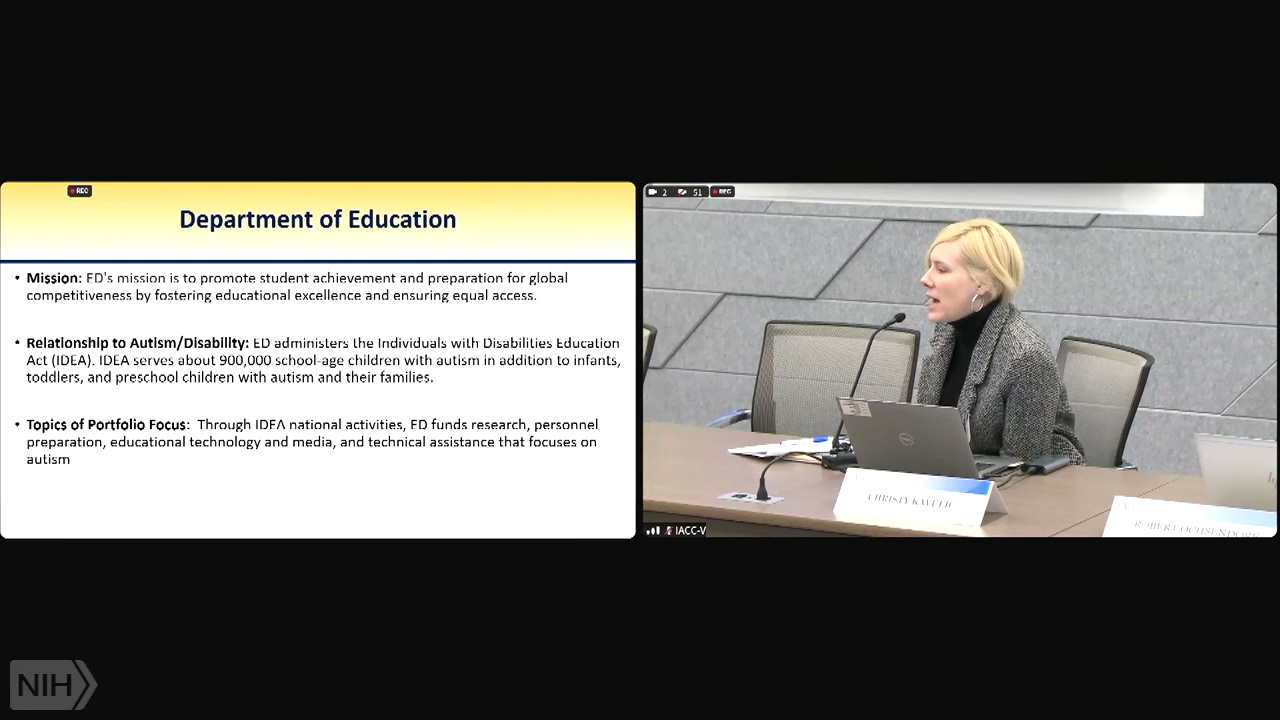 REC
Department of Education
• Mission: ED's mission is to promote student achievement and preparation for global
competitiveness by fostering educational excellence and ensuring equal access.
• Relationship to Autism/Disability: ED administers the Individuals with Disabilities Education
Act (IDEA). IDEA serves about 900,000 school-age children with autism in addition to infants,
toddlers, and preschool children with autism and their families.
• Topics of Portfolio Focus: Through IDEA national activities, ED funds research, personnel
preparation, educational technology and media, and technical assistance that focuses on
autism
2 51 REC
CHRISTY KAVULIC
ROBERT OCHSENDORF
IACC-V
NIH